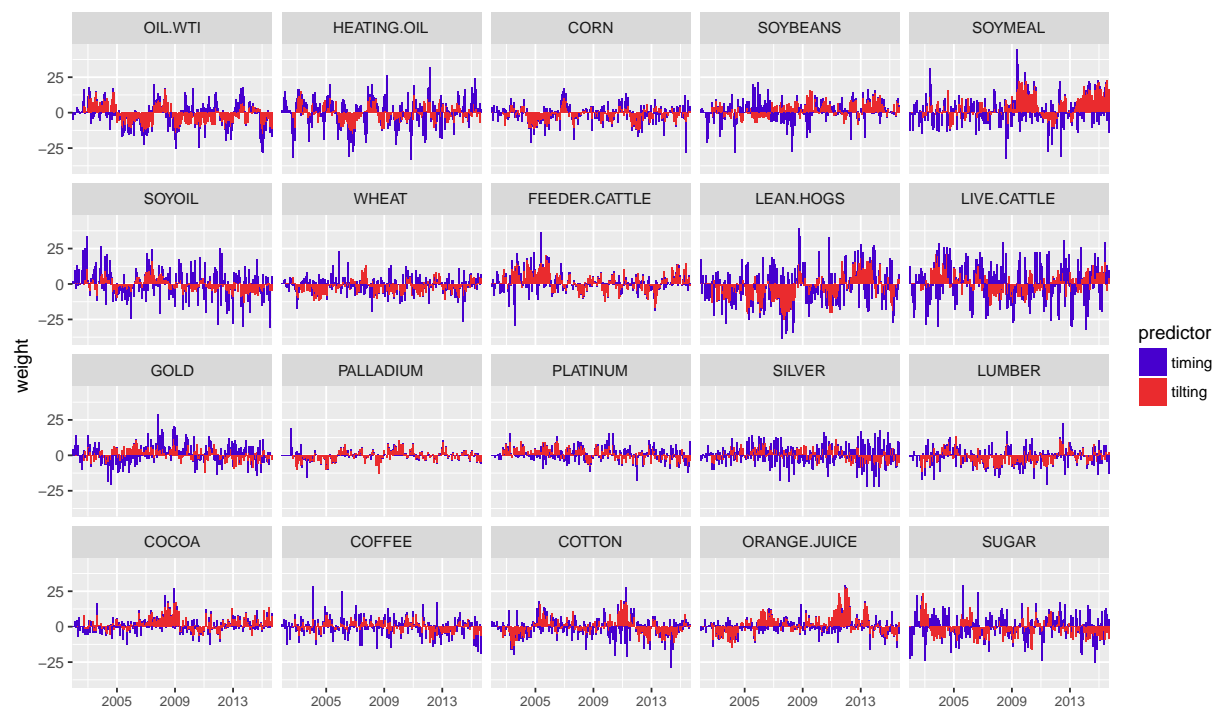 OIL.WTI HEATING.OIL CORN SOYBEANS SOYMEAL
25
0
−25
SOYOIL WHEAT FEEDER.CATTLE LEAN.HOGS LIVE.CATTLE
25
0
−25
weight
predictor
timing
tilting
GOLD PALLADIUM PLATINUM SILVER LUMBER
25
0
−25
COCOA COFFEE COTTON ORANGE.JUICE SUGAR
25
0
−25
2005 2009 2013 2005 2009 2013 2005 2009 2013 2005 2009 2013 2005 2009 2013